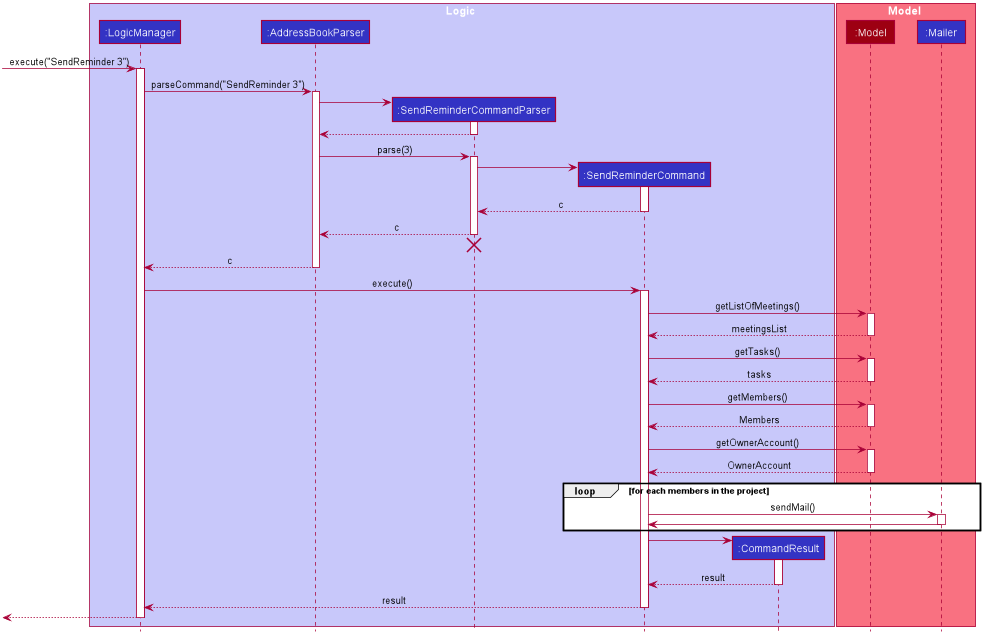 Logic
Model
:LogicManager
:AddressBookParser
:Model
:Mailer
execute("SendReminder 3")
parseCommand("SendReminder 3")
:SendReminderCommandParser
parse(3)
:SendReminderCommand
c
c
c
execute()
getListOfMeetings()
meetingsList
getTasks()
tasks
getMembers()
Members
getOwnerAccount()
OwnerAccount
loop [for each members in the project]
sendMail()
:CommandResult
result
result